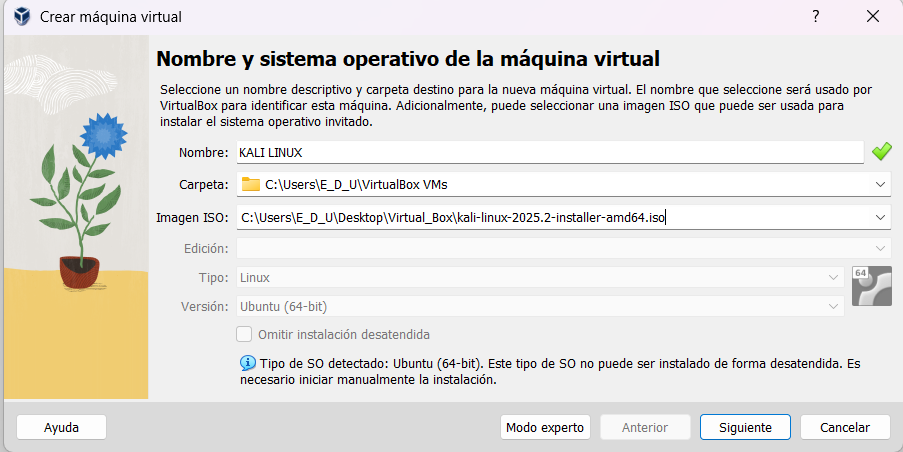 Crear máquina virtual
?
Nombre y sistema operativo de la máquina virtual
Seleccione un nombre descriptivo y carpeta destino para la nueva máquina virtual. El nombre que seleccione será usado por
VirtualBox para identificar esta máquina. Adicionalmente, puede seleccionar una imagen ISO que puede ser usada para
instalar el sistema operativo invitado.
Nombre: KALI LINUX
Carpeta: C:\Users\E_D_U\VirtualBox VMs
Imagen ISO: C:\Users\E_D_U\Desktop\Virtual_Box\kali-linux-2025.2-installer-amd64.iso
Edición:
Tipo: Linux
64
Versión: Ubuntu (64-bit)
Omitir instalación desatendida
Tipo de SO detectado: Ubuntu (64-bit). Este tipo de SO no puede ser instalado de forma desatendida. Es
necesario iniciar manualmente la instalación.
Ayuda Modo experto Anterior Siguiente Cancelar